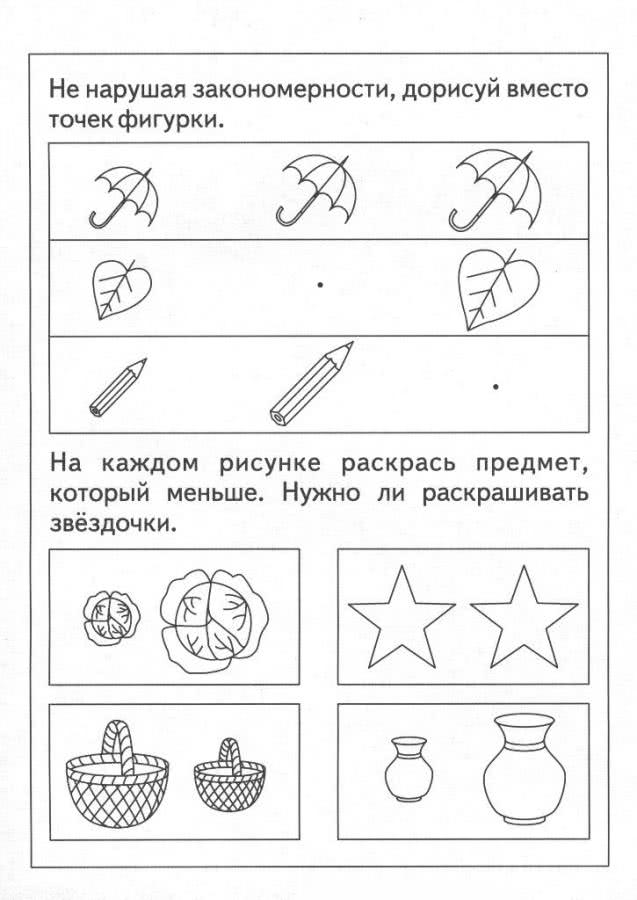 Не нарушая закономерности, дорисуй вместо
точек фигурки.
На каждом рисунке раскрась предмет,
который меньше. Нужно ли раскрашивать
звёздочки.